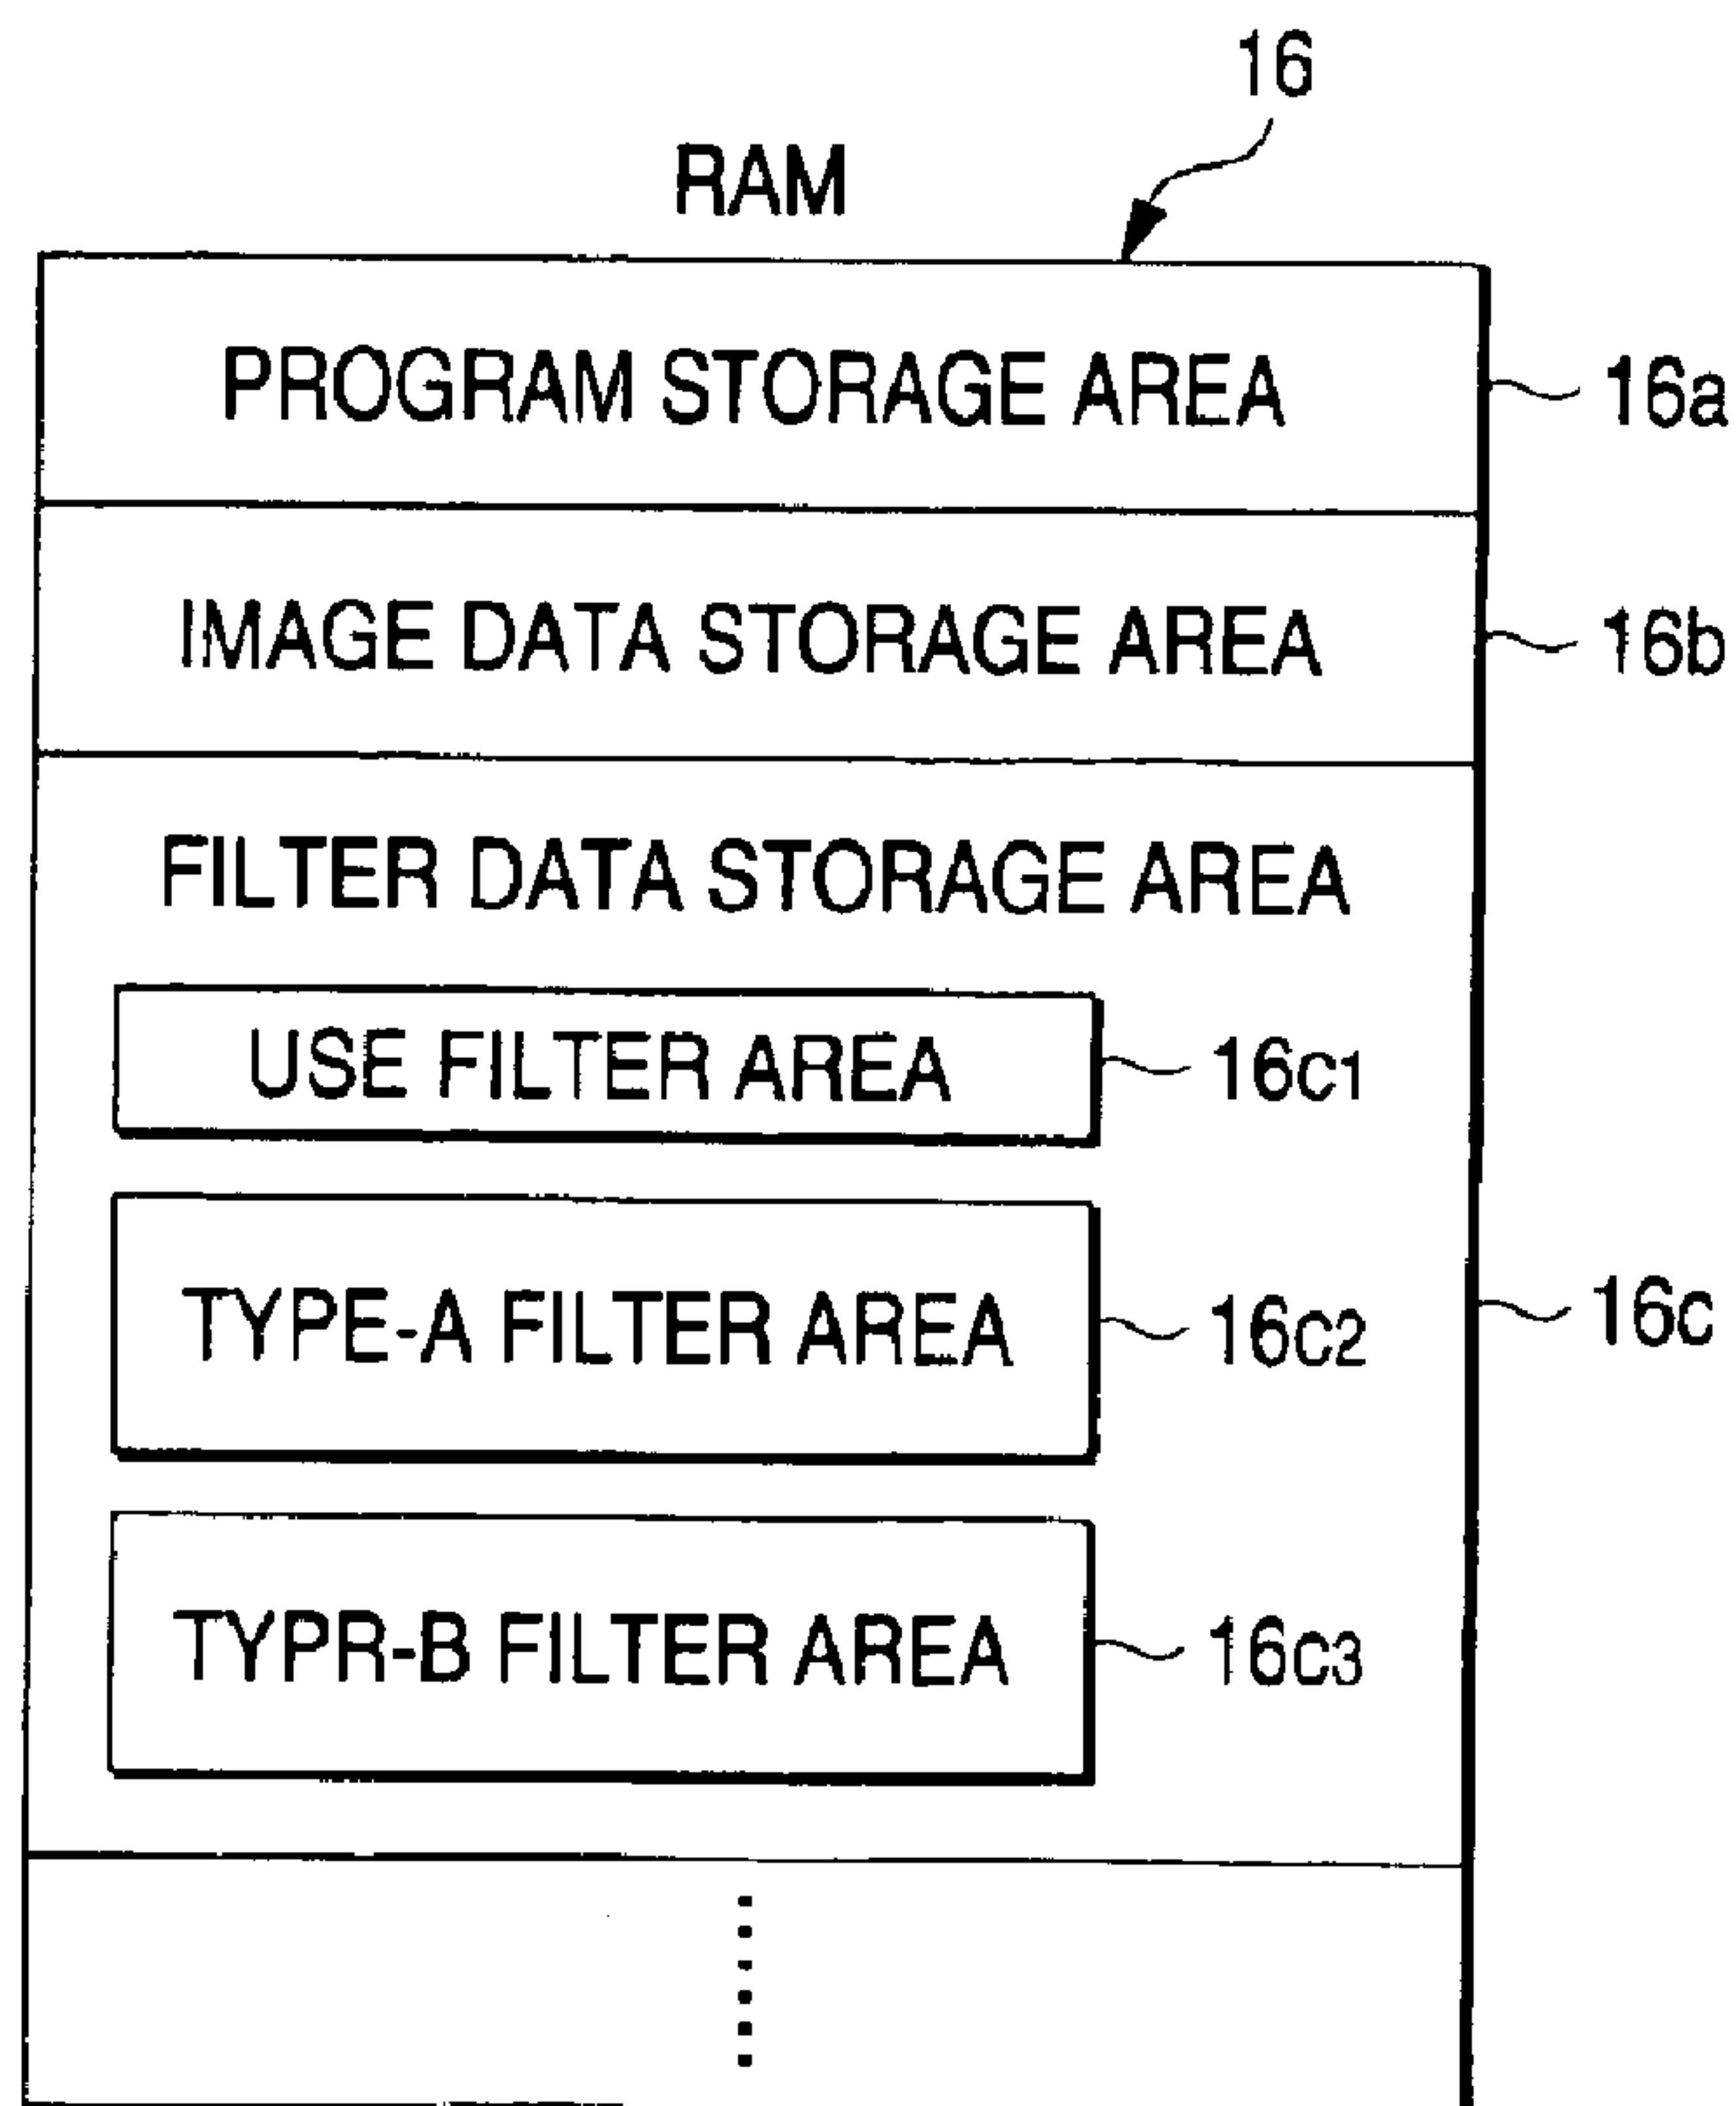 16
RAM
PROGRAM STORAGE AREA
16a
IMAGE DATA STORAGE AREA
16b
FILTER DATA STORAGE AREA
USE FILTER AREA
16c1
TYPE-A FILTER AREA
16c2
16c
TYPR-B FILTER AREA
16c3